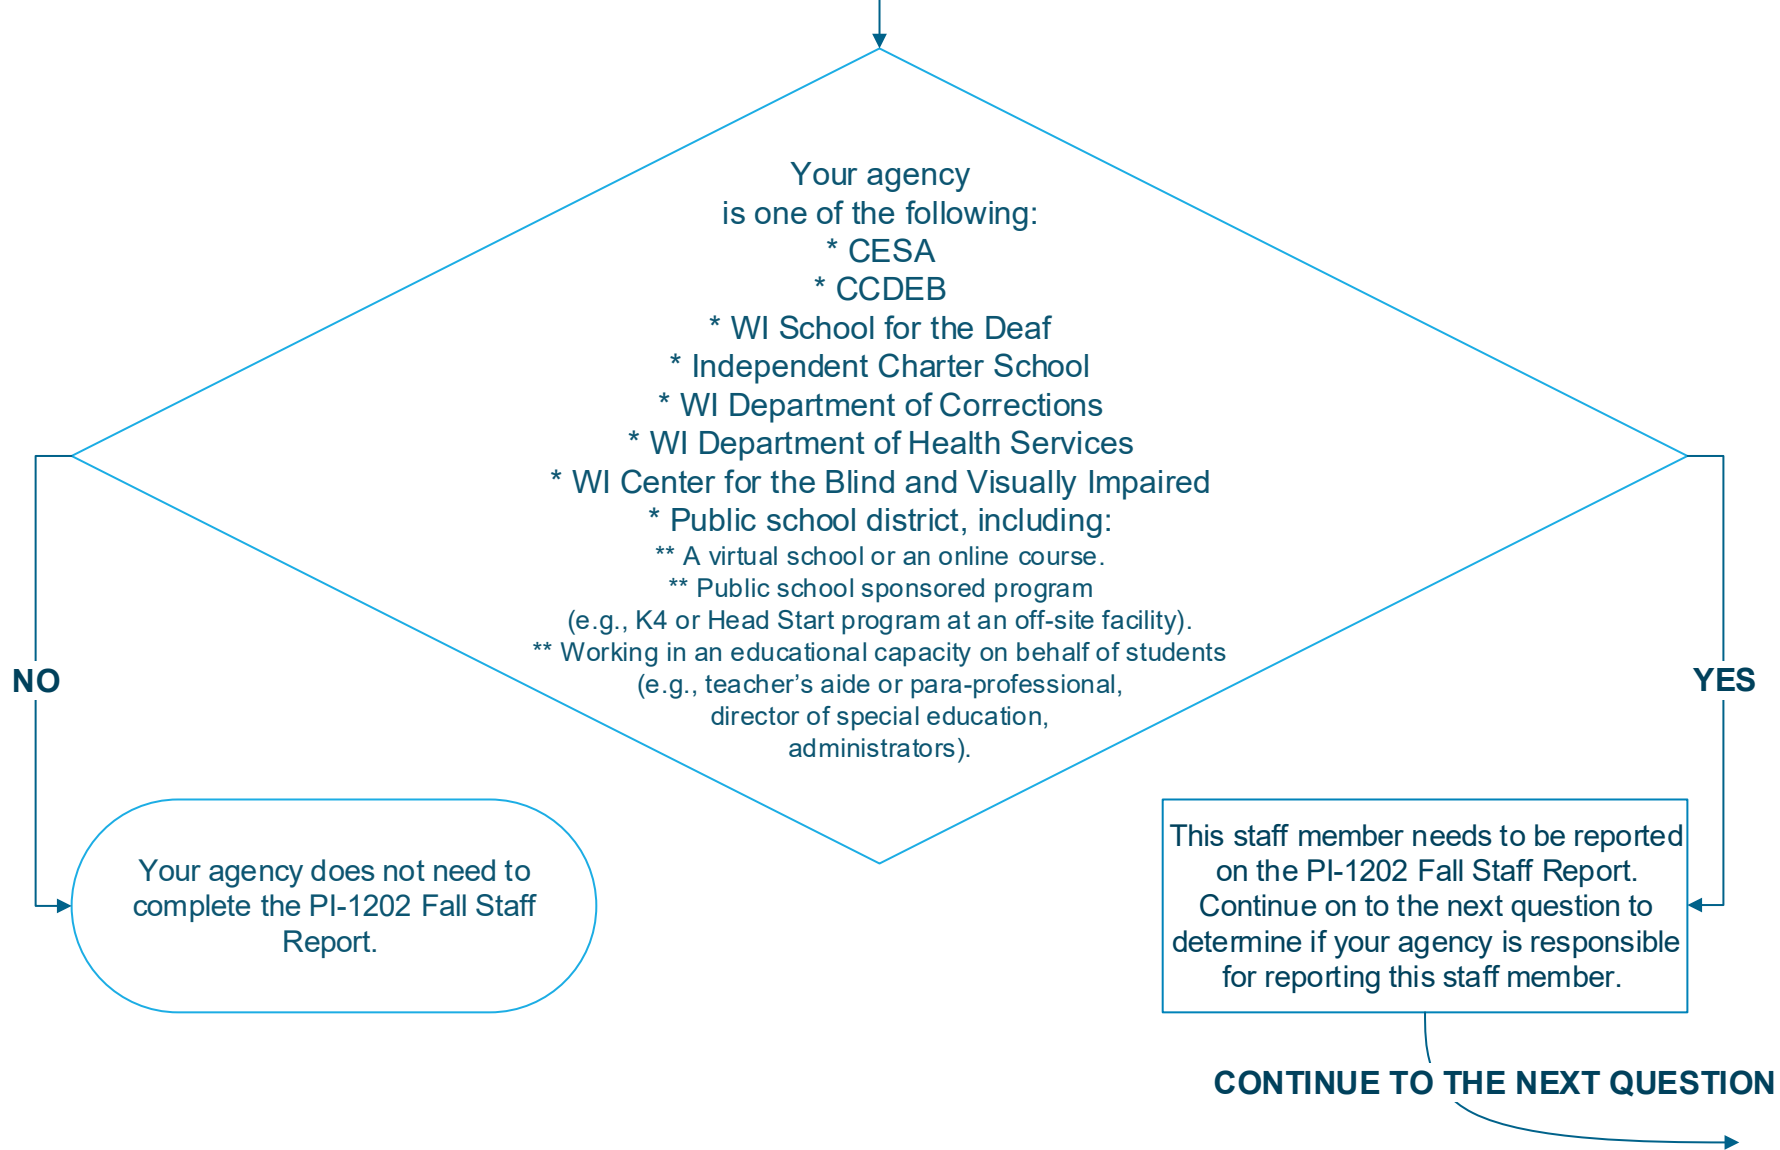 Your agency
is one of the following:
* CESA
* CCDEB
* WI School for the Deaf
* Independent Charter School
* WI Department of Corrections
* WI Department of Health Services
* WI Center for the Blind and Visually Impaired
* Public school district, including:
** A virtual school or an online course.
** Public school sponsored program
(e.g., K4 or Head Start program at an off-site facility).
** Working in an educational capacity on behalf of students
(e.g., teacher’s aide or para-professional,
director of special education,
administrators).
NO
YES
Your agency does not need to
complete the PI-1202 Fall Staff
Report.
This staff member needs to be reported
on the PI-1202 Fall Staff Report.
Continue on to the next question to
determine if your agency is responsible
for reporting this staff member.
CONTINUE TO THE NEXT QUESTION